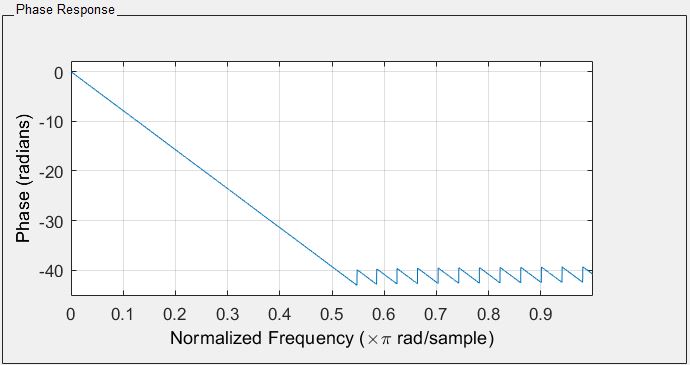 Phase Response
Phase (radians)
0
-10
-20
-30
-40
0 0.1 0.2 0.3 0.4 0.5 0.6 0.7 0.8 0.9
Normalized Frequency (×π rad/sample)